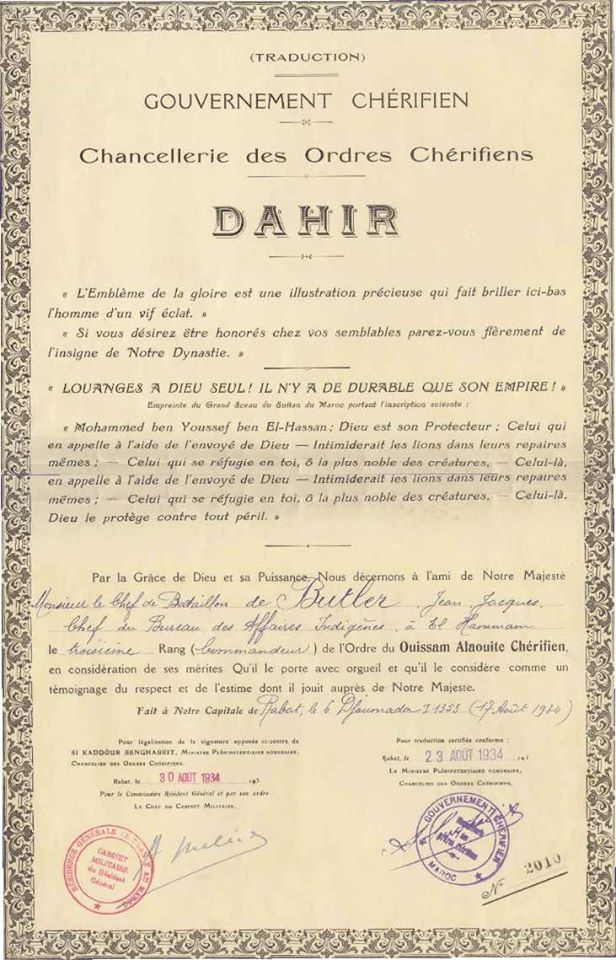 (TRADUCTION)
GOUVERNEMENT CHÉRIFIEN
Chancellerie des Ordres Chérifiens
DAHIR
« L'Emblème de la gloire est une illustration précieuse qui fait briller ici-bas
l'homme d'un vif éclat. »
« Si vous désirez être honorés chez vos semblables parez-vous fièrement de
l'insigne de Notre Dynastie. »
« LOUANGES A DIEU SEUL! IL N'Y A DE DURABLE QUE SON EMPIRE! »
Empreinte du Grand Sceau du Sultan du Maroc portant l'inscription suivante :
« Mohammed ben Youssef ben El-Hassan; Dieu est son Protecteur; Celui qui
en appelle à l'aide de l'envoyé de Dieu — Intimiderait les lions dans leurs repaires
mêmes; — Celui qui se réfugie en toi, ô la plus noble des créatures, — Celui-là,
en appelle à l'aide de l'envoyé de Dieu — Intimiderait les lions dans leurs repaires
mêmes; — Celui qui se réfugie en toi, ô la plus noble des créatures, — Celui-là,
Dieu le protège contre tout péril. »
Par la Grâce de Dieu et sa Puissance, Nous décernons à l'ami de Notre Majesté
Monsieur le Chef de Bataillon de Butler, Jean Jacques,
Chef du Bureau des Affaires Indigènes, à El Hammam
le troisième Rang (Commandeur) de l'Ordre du Ouissam Alaouite Chérifien,
en considération de ses mérites. Qu'il le porte avec orgueil et qu'il le considère comme un
témoignage du respect et de l'estime dont il jouit auprès de Notre Majeste.
Fait à Notre Capitale de Rabat, le 6 Djoumada I 1353 (17 Août 1934)
Pour légalisation de la signature apposée ci-contre de
SI KADDOUR BENGHABRIT, MINISTRE PLÉNIPOTENTIAIRE HONORAIRE,
CHANCELIER DES ORDRES CHÉRIFIENS.
Rabat, le 30 AOUT 1934 193
Pour le Commissaire Résident Général et par son ordre
LE CHEF DU CABINET MILITAIRE,
RÉSIDENCE GÉNÉRALE DE FRANCE AU MAROC
CABINET
MILITAIRE
du Résident
Général
Pour traduction certifiée conforme :
Rabat, le 23 AOUT 1934 193
LE MINISTRE PLÉNIPOTENTIAIRE HONORAIRE,
CHANCELIER DES ORDRES CHÉRIFIENS,
GOUVERNEMENT CHÉRIFIEN
MAROC
N° 2010